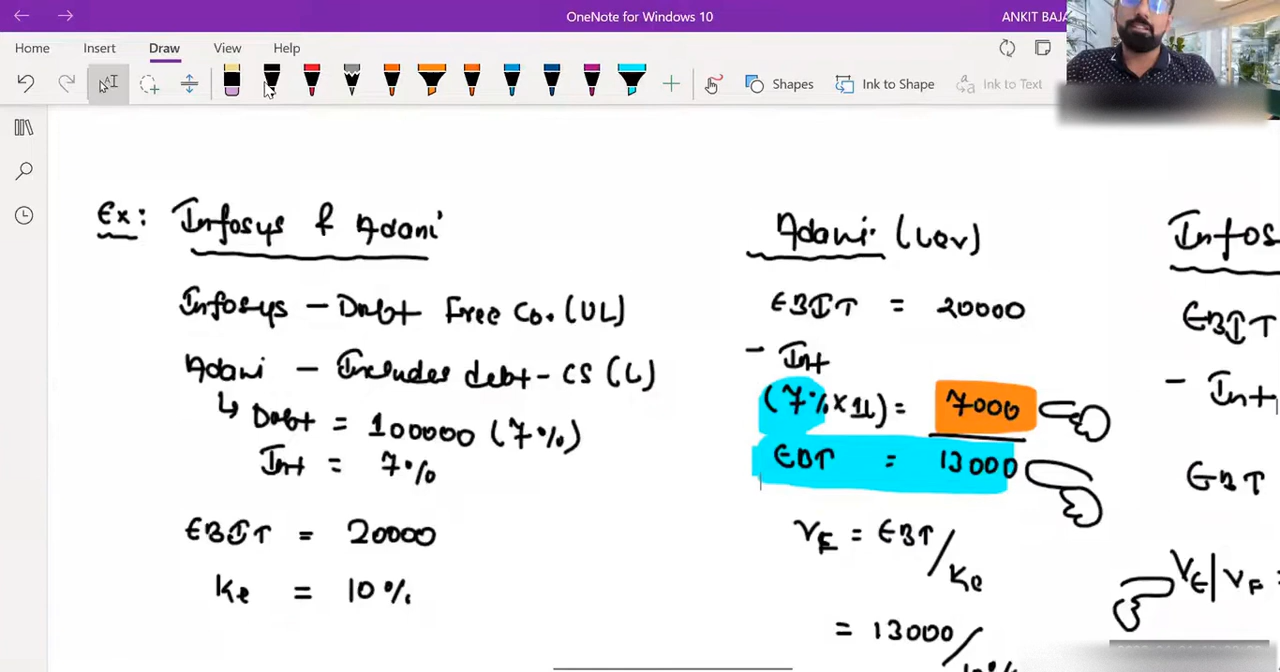 OneNote for Windows 10
ANKIT BAJA
Home Insert Draw View Help
Shapes Ink to Shape Ink to Text
Ex: Infosys & Adani
Infosys – Debt Free Co. (UL)
Adani – Includes debt - CS (L)
↳ Debt = 100000 (7%)
Int = 7%
EBIT = 20000
Ke = 10%
Adani (Lev)
EBIT = 20000
- Int
(7% x 1L) = 7000
EBT = 13000
VE = EBT/Ke
= 13000/
Infos
EBIT
- Int
EBT
VE/VF =